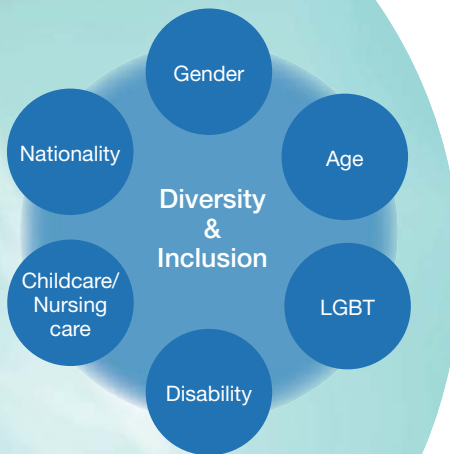 Gender
Nationality
Age
Diversity
&
Inclusion
Childcare/
Nursing
care
LGBT
Disability